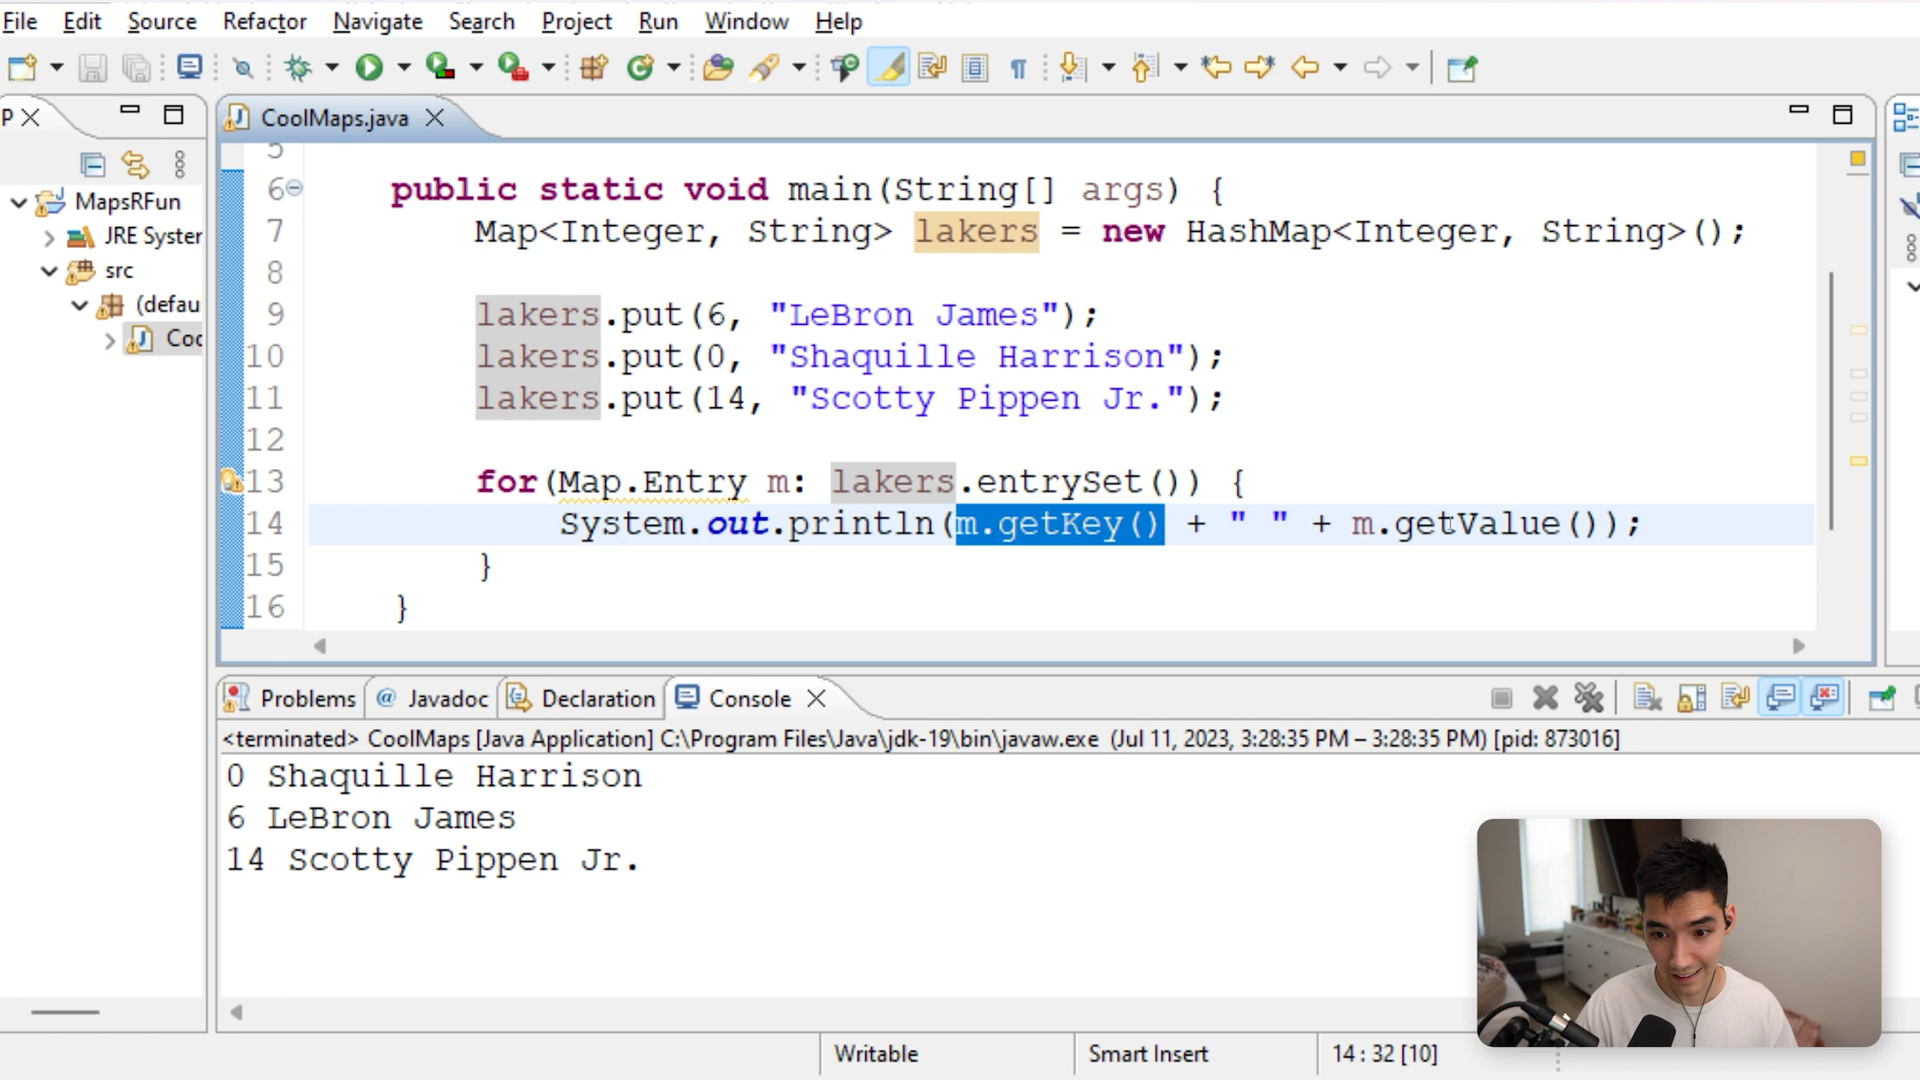 File Edit Source Refactor Navigate Search Project Run Window Help
P
CoolMaps.java
MapsRFun
JRE Syster
src
(defau
Coo
5
6 public static void main(String[] args) {
7 Map<Integer, String> lakers = new HashMap<Integer, String>();
8
9 lakers.put(6, "LeBron James");
10 lakers.put(0, "Shaquille Harrison");
11 lakers.put(14, "Scotty Pippen Jr.");
12
13 for(Map.Entry m: lakers.entrySet()) {
14 System.out.println(m.getKey() + " " + m.getValue());
15 }
16 }
Problems @ Javadoc Declaration Console
<terminated> CoolMaps [Java Application] C:\Program Files\Java\jdk-19\bin\javaw.exe (Jul 11, 2023, 3:28:35 PM – 3:28:35 PM) [pid: 873016]
0 Shaquille Harrison
6 LeBron James
14 Scotty Pippen Jr.
Writable Smart Insert 14 : 32 [10]